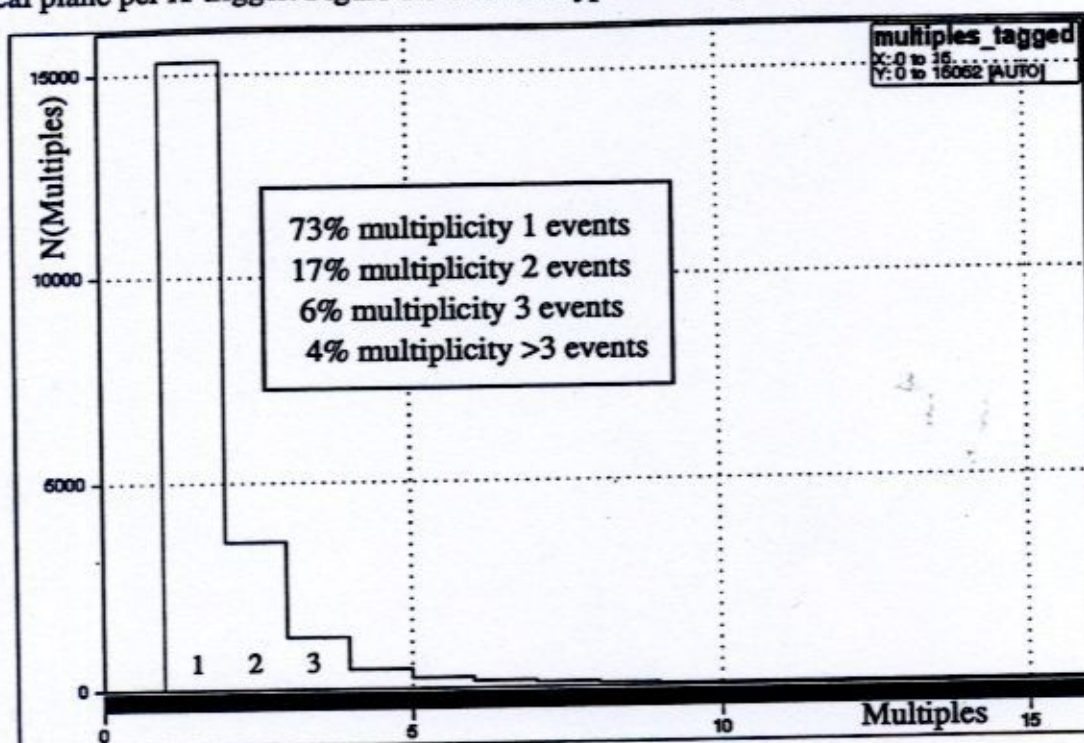 multiples_tagged
15000
N(Multiples)
73% multiplicity 1 events
17% multiplicity 2 events
10000
6% multiplicity 3 events
4% multiplicity >3 events
5000
1 2 3
0
0 5 10 Multiples 15